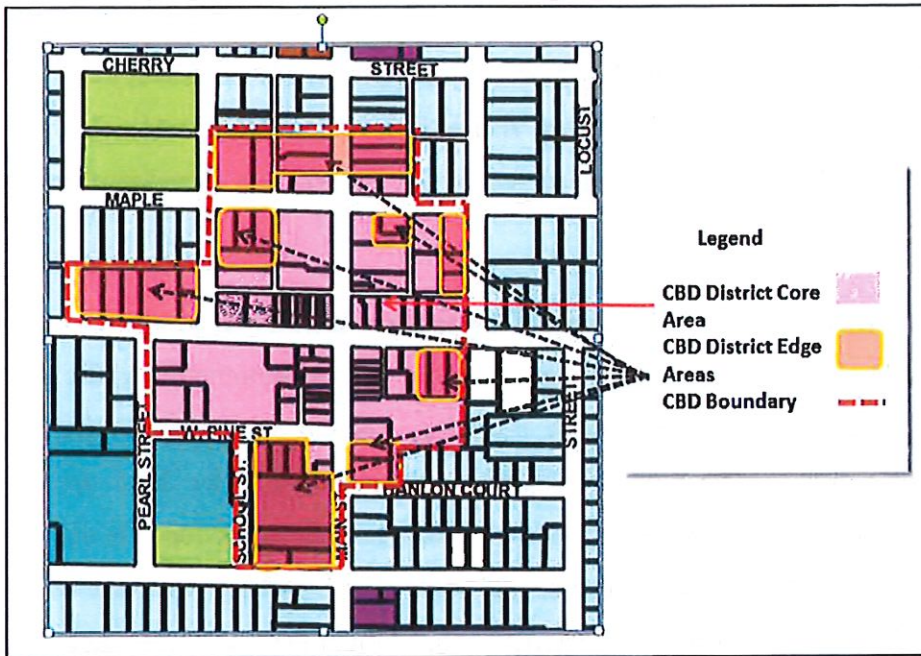 CHERRY
STREET
LOCUST
MAPLE
Legend
CBD District Core
Area
CBD District Edge
Areas
CBD Boundary
STREET
W. PINE ST
PEARL STREET
SCHOOL ST.
MAIN ST
HANLON COURT